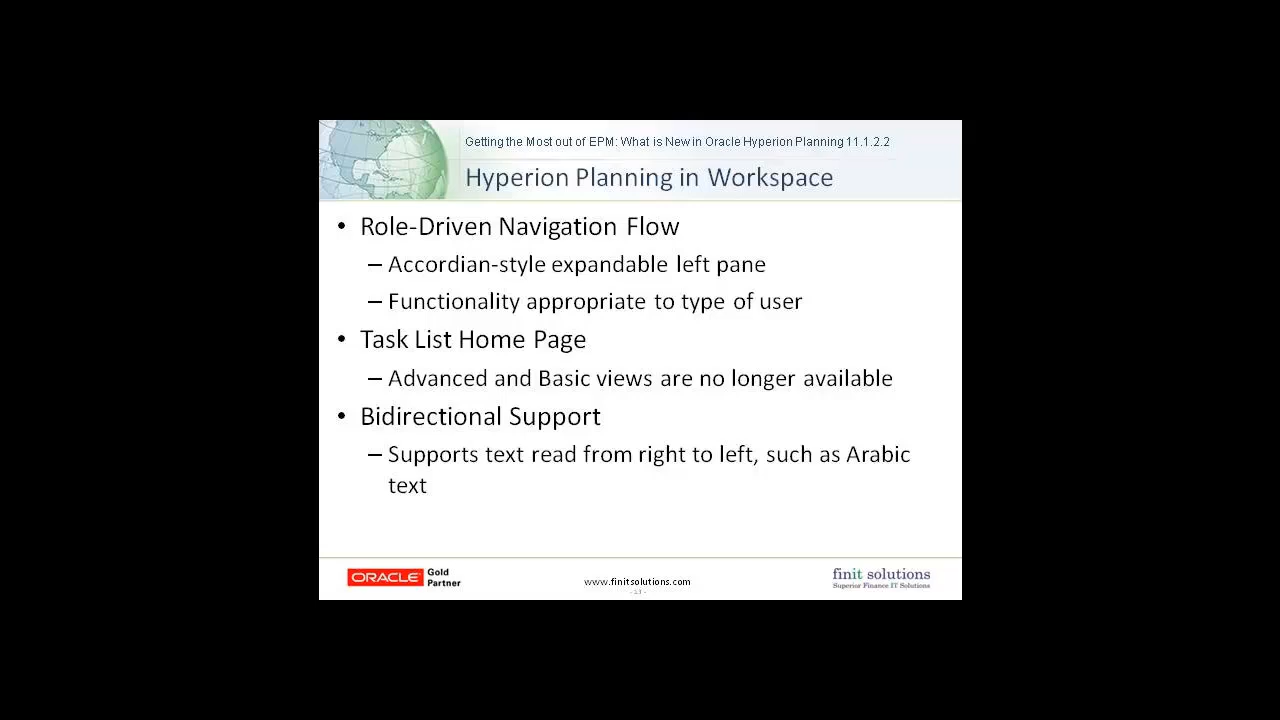 Getting the Most out of EPM: What is New in Oracle Hyperion Planning 11.1.2.2
Hyperion Planning in Workspace
• Role-Driven Navigation Flow
– Accordian-style expandable left pane
– Functionality appropriate to type of user
• Task List Home Page
– Advanced and Basic views are no longer available
• Bidirectional Support
– Supports text read from right to left, such as Arabic
text
ORACLE Gold
Partner
www.finitsolutions.com
finit solutions
Superior Finance IT Solutions